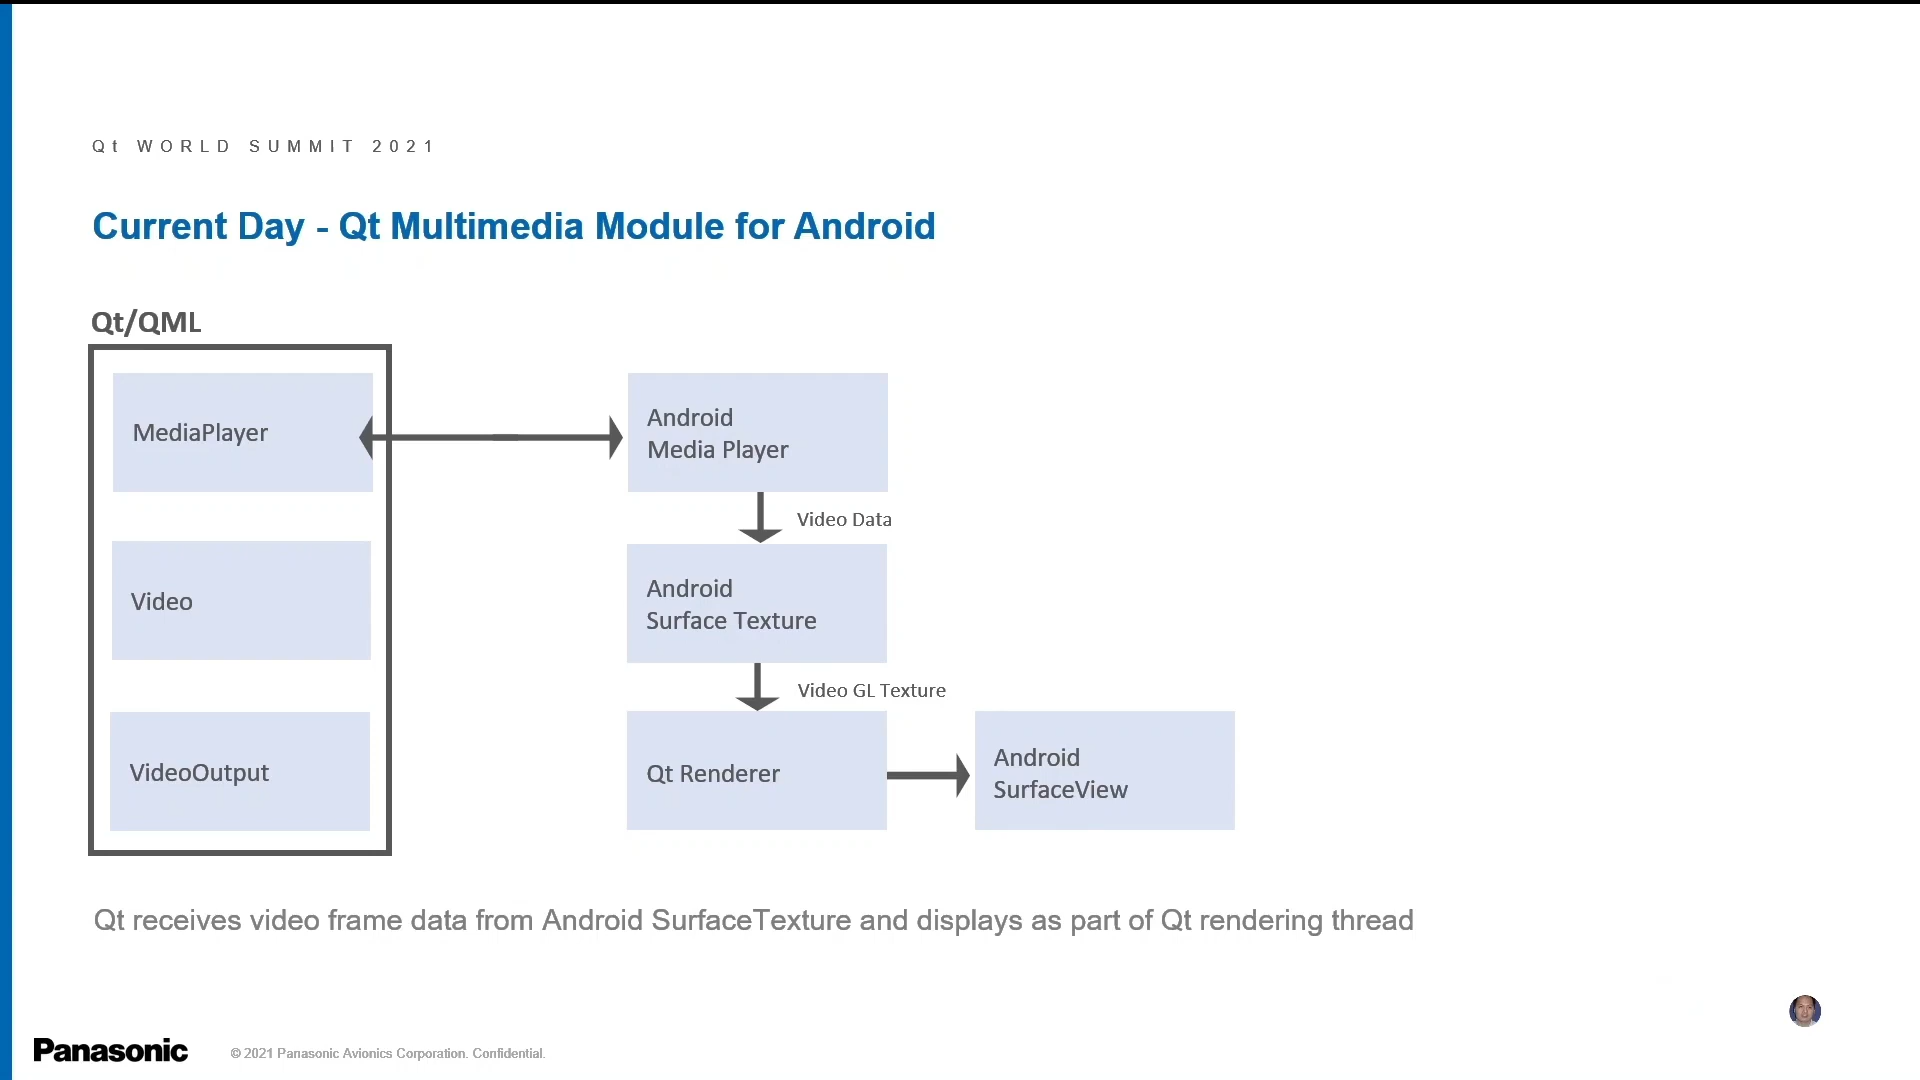 Qt WORLD SUMMIT 2021
Current Day - Qt Multimedia Module for Android
Qt/QML
MediaPlayer
Android
Media Player
Video Data
Video
Android
Surface Texture
Video GL Texture
VideoOutput
Qt Renderer
Android
SurfaceView
Qt receives video frame data from Android SurfaceTexture and displays as part of Qt rendering thread
Panasonic
© 2021 Panasonic Avionics Corporation. Confidential.